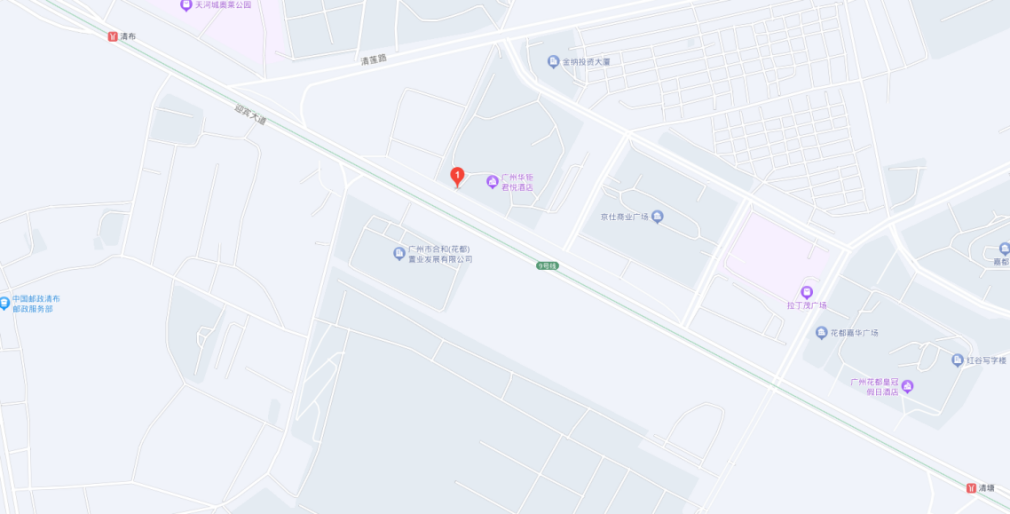 天河城奥莱公园
清布
清莲路
金纳投资大厦
迎宾大道
1
广州华钜
君悦酒店
京仕商业广场
广州市合和(花都)
置业发展有限公司
9号线
嘉都
中国邮政清布
邮政服务部
拉丁茂广场
花都嘉华广场
红谷写字楼
广州花都皇冠
假日酒店
清塘